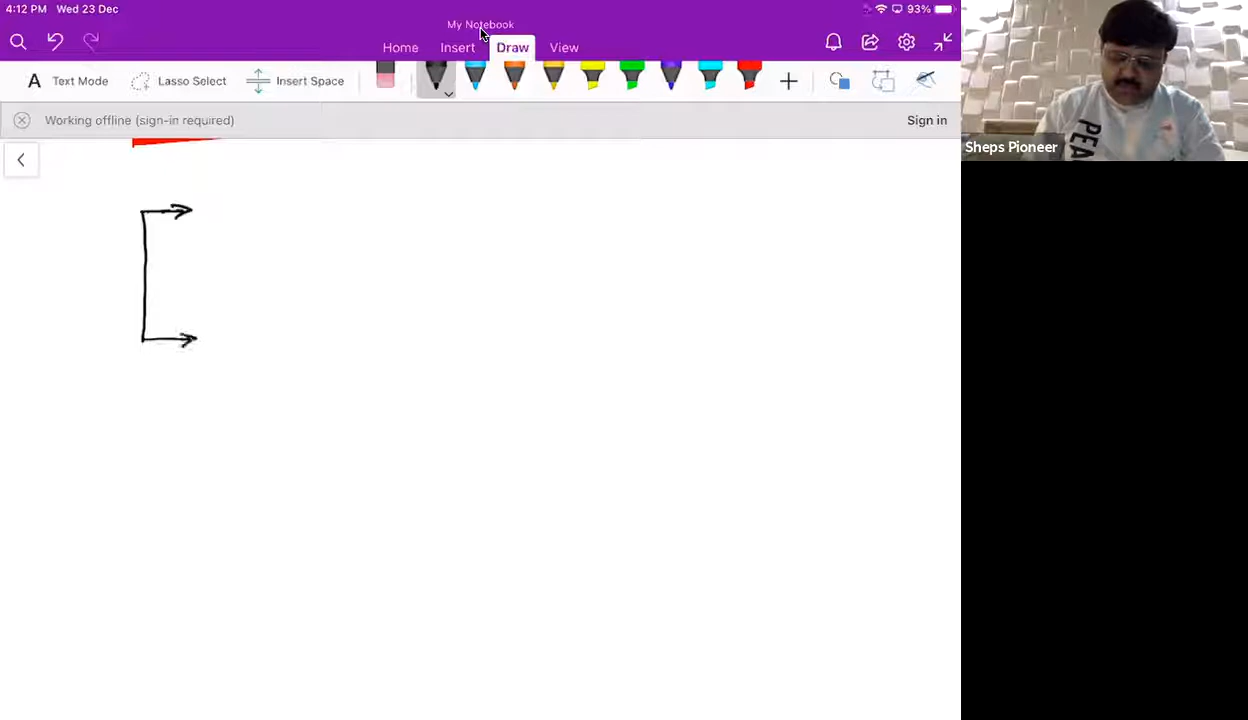 4:12 PM Wed 23 Dec
93%
My Notebook
Home Insert Draw View
A Text Mode Lasso Select Insert Space
Working offline (sign-in required) Sign in
PEA
Sheps Pioneer